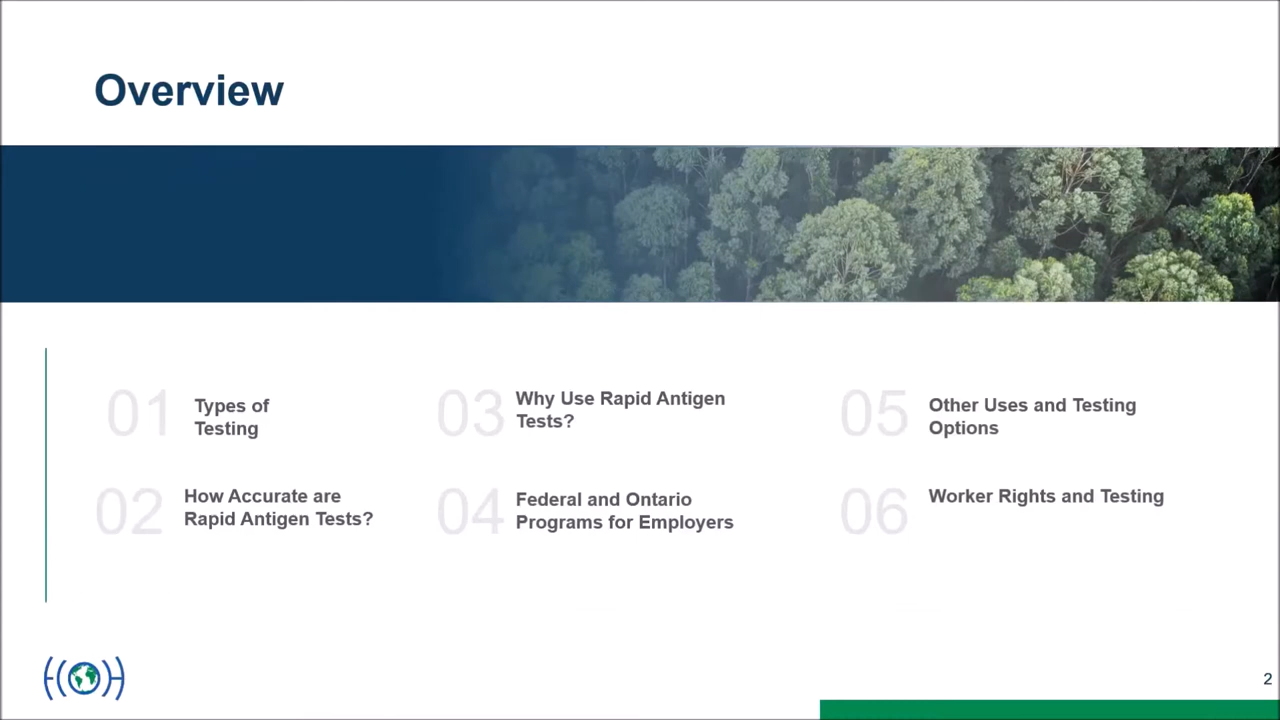 Overview
01
Types of
Testing
02
How Accurate are
Rapid Antigen Tests?
03
Why Use Rapid Antigen
Tests?
04
Federal and Ontario
Programs for Employers
05
Other Uses and Testing
Options
06
Worker Rights and Testing
2